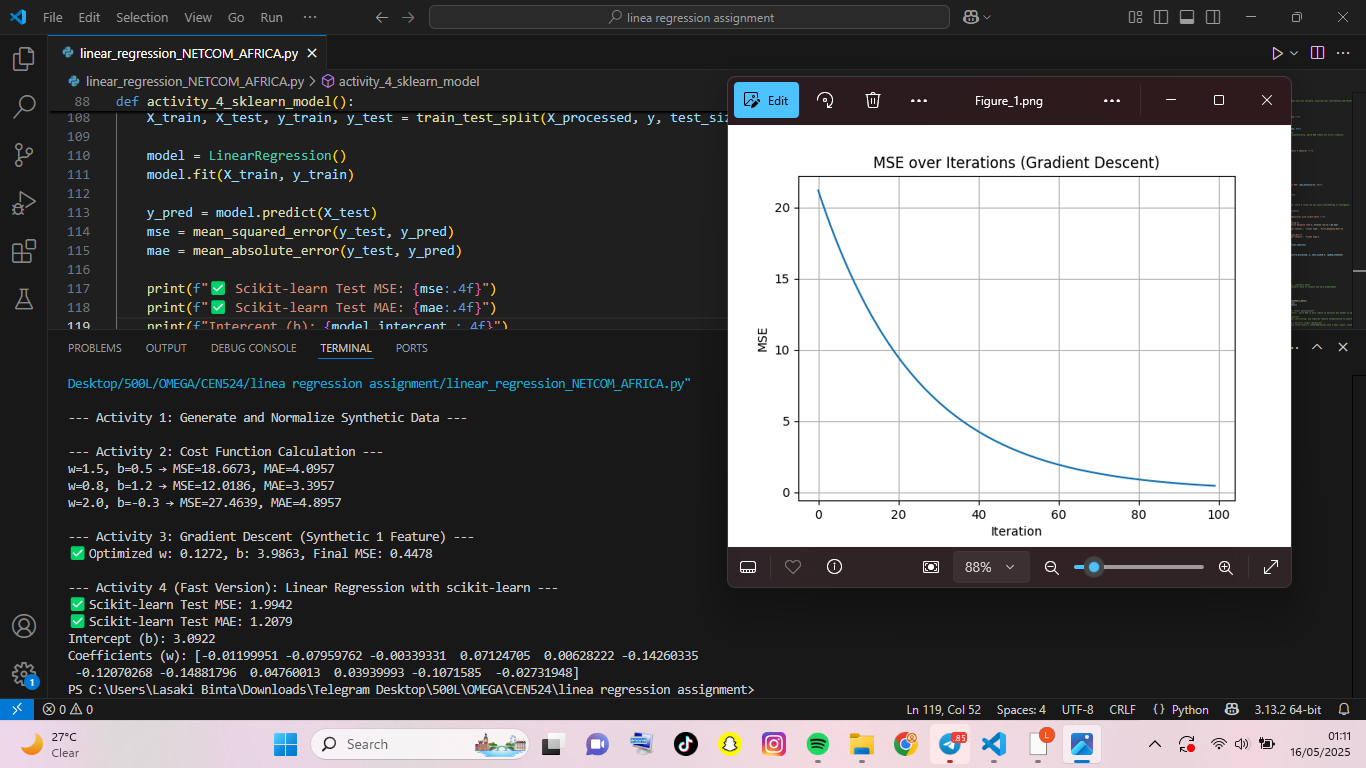 File Edit Selection View Go Run ···
linea regression assignment
linear_regression_NETCOM_AFRICA.py
linear_regression_NETCOM_AFRICA.py > activity_4_sklearn_model
88 def activity_4_sklearn_model():
108 X_train, X_test, y_train, y_test = train_test_split(X_processed, y, test_siz
109
110 model = LinearRegression()
111 model.fit(X_train, y_train)
112
113 y_pred = model.predict(X_test)
114 mse = mean_squared_error(y_test, y_pred)
115 mae = mean_absolute_error(y_test, y_pred)
116
117 print(f"✅ Scikit-learn Test MSE: {mse:.4f}")
118 print(f"✅ Scikit-learn Test MAE: {mae:.4f}")
119 print(f"Intercept (b): {model.intercept_:.4f}")
PROBLEMS OUTPUT DEBUG CONSOLE TERMINAL PORTS
Desktop/500L/OMEGA/CEN524/linea regression assignment/linear_regression_NETCOM_AFRICA.py"
--- Activity 1: Generate and Normalize Synthetic Data ---
--- Activity 2: Cost Function Calculation ---
w=1.5, b=0.5 → MSE=18.6673, MAE=4.0957
w=0.8, b=1.2 → MSE=12.0186, MAE=3.3957
w=2.0, b=-0.3 → MSE=27.4639, MAE=4.8957
--- Activity 3: Gradient Descent (Synthetic 1 Feature) ---
✅ Optimized w: 0.1272, b: 3.9863, Final MSE: 0.4478
--- Activity 4 (Fast Version): Linear Regression with scikit-learn ---
✅ Scikit-learn Test MSE: 1.9942
✅ Scikit-learn Test MAE: 1.2079
Intercept (b): 3.0922
Coefficients (w): [-0.01199951 -0.07959762 -0.00339331 0.07124705 0.00628222 -0.14260335
-0.12070268 -0.14881796 0.04760013 0.03939993 -0.1071585 -0.02731948]
PS C:\Users\Lasaki Binta\Downloads\Telegram Desktop\500L\OMEGA\CEN524\linea regression assignment>
Edit
Figure_1.png
MSE over Iterations (Gradient Descent)
MSE
20
15
10
5
0
0 20 40 60 80 100
Iteration
88%
1
0 0
Ln 119, Col 52 Spaces: 4 UTF-8 CRLF {} Python 3.13.2 64-bit
27°C
Clear
Search
85
L
01:11
16/05/2025